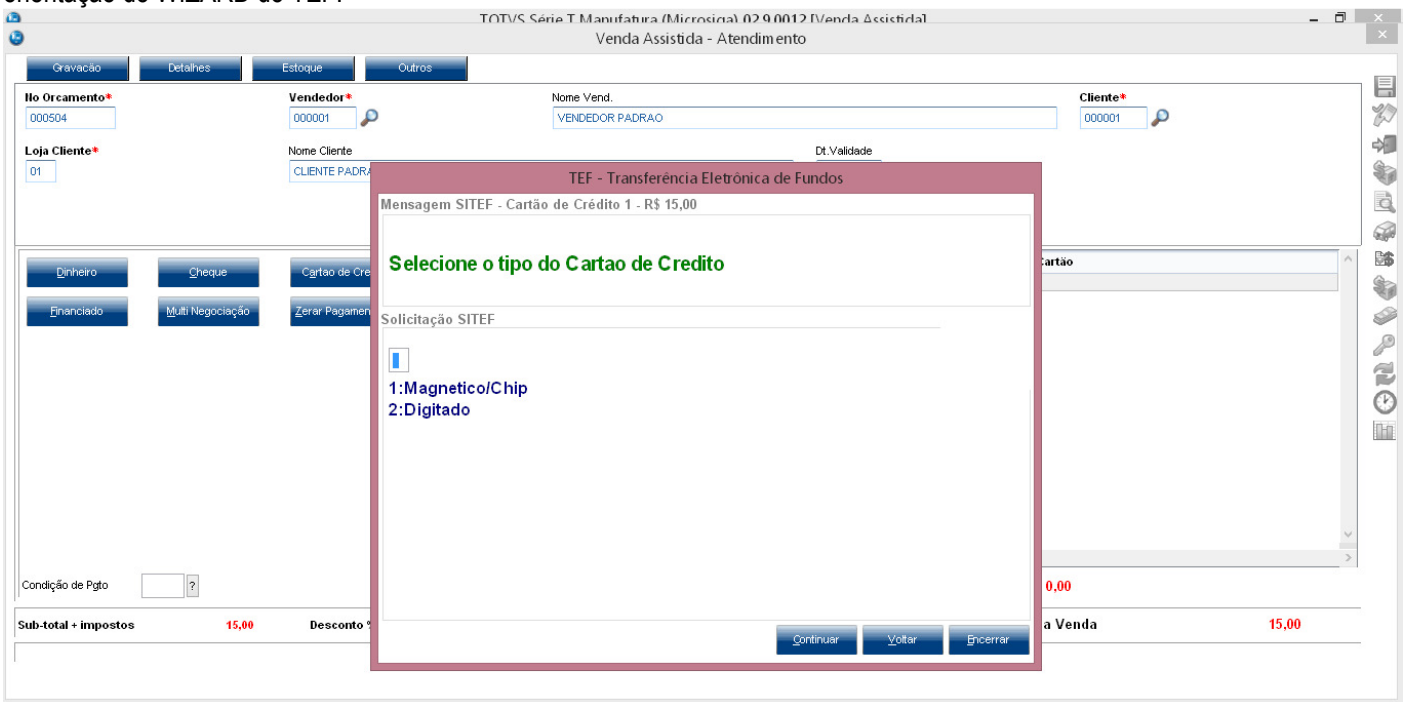 orientação do WIZARD do TEF.
TOTVS Série T Manufatura (Microsiga) 02.9.0012 [Venda Assistida]
Venda Assistida - Atendimento
Gravacão Detalhes Estoque Outros
No Orcamento* Vendedor* Nome Vend. Cliente*
000504 000001 VENDEDOR PADRAO 000001
Loja Cliente* Nome Cliente Dt.Validade
01 CLIENTE PADRA
TEF - Transferência Eletrônica de Fundos
Mensagem SITEF - Cartão de Crédito 1 - R$ 15,00
Selecione o tipo do Cartao de Credito
Dinheiro Cheque Cartao de Cre Cartão
Financiado Multi Negociação Zerar Pagamen
Solicitação SITEF
1:Magnetico/Chip
2:Digitado
Condição de Pgto ? 0,00
Sub-total + impostos 15,00 Desconto % a Venda 15,00
Continuar Voltar Encerrar